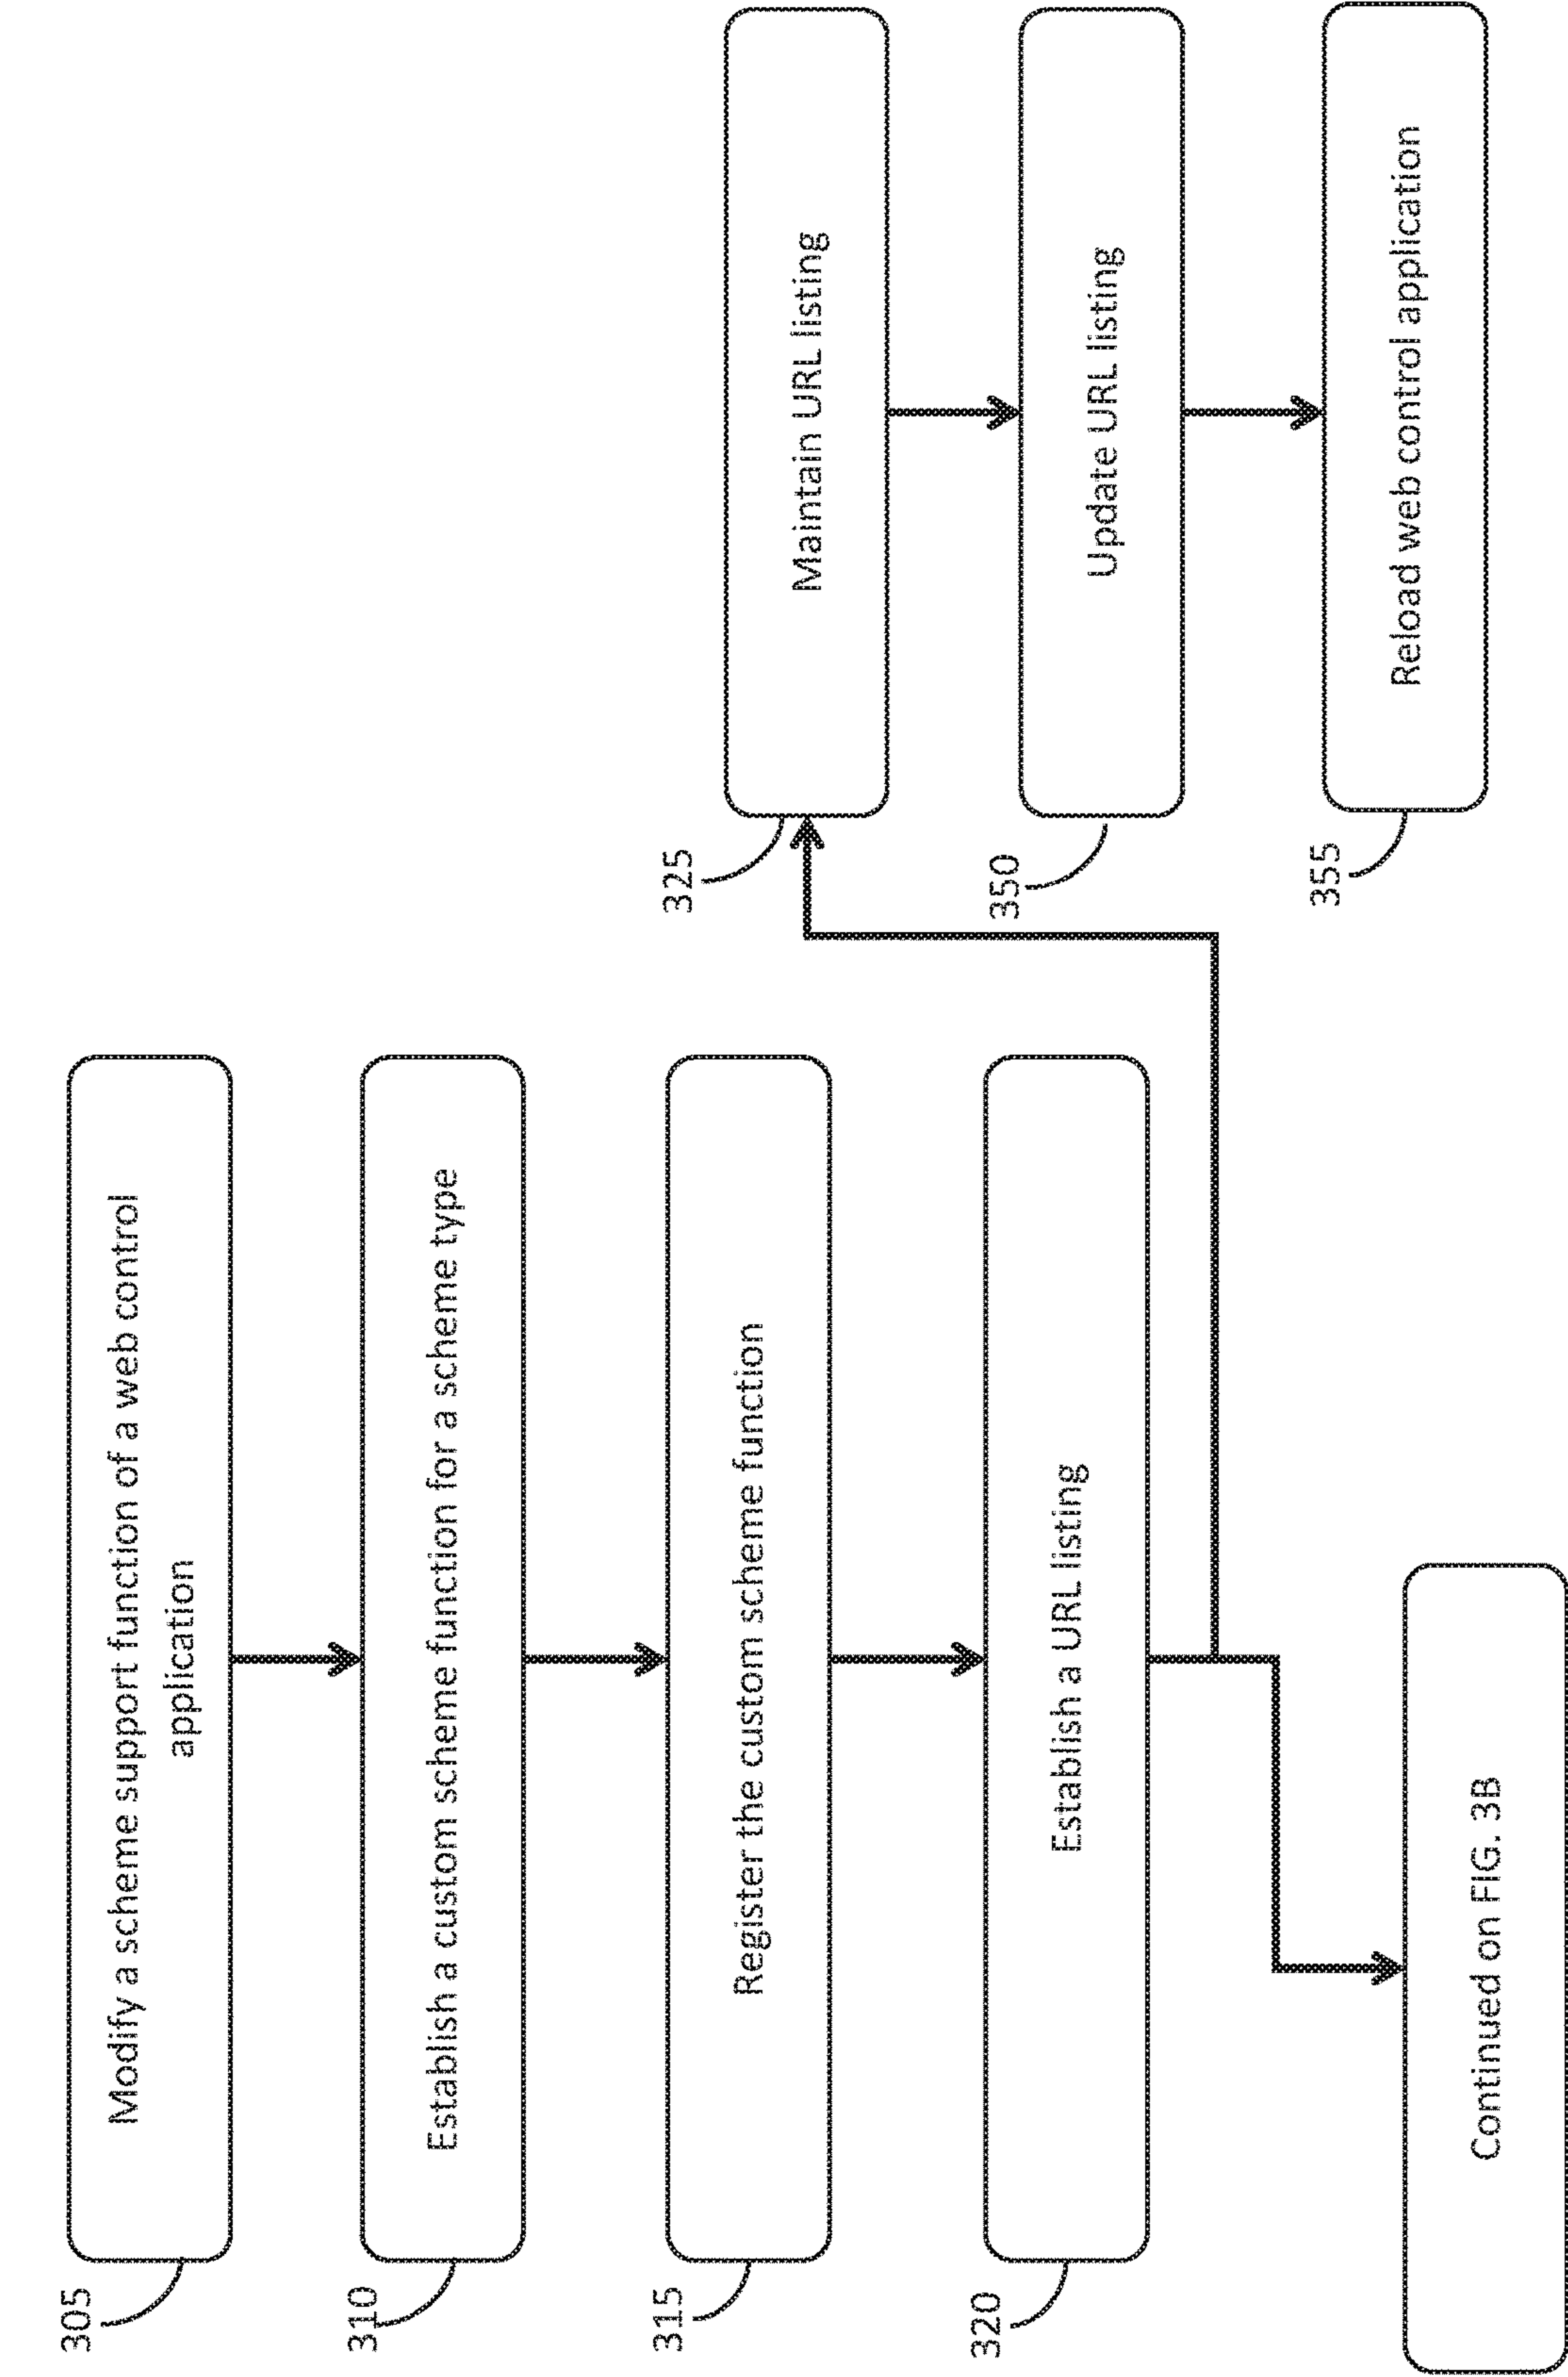 305
Modify a scheme support function of a web control
application
310
Establish a custom scheme function for a scheme type
315
Register the custom scheme function
320
Establish a URL listing
Continued on FIG. 3B
325
Maintain URL listing
350
Update URL listing
355
Reload web control application